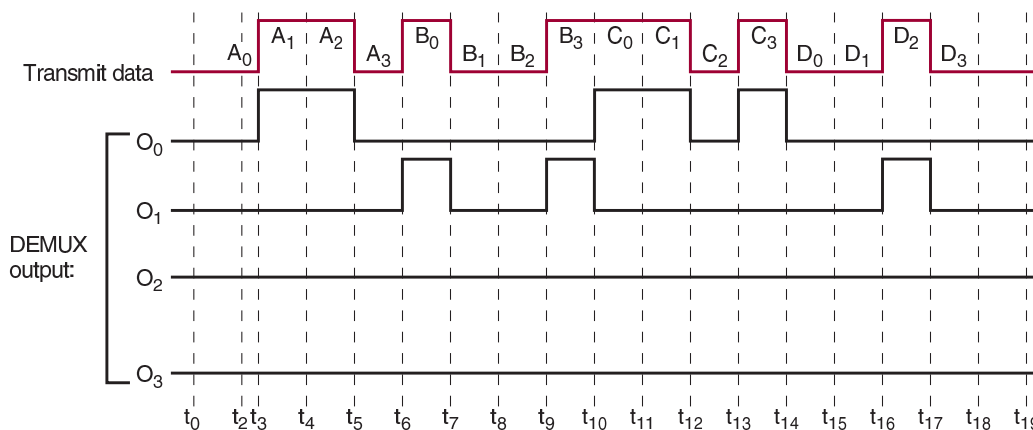 A₀ A₁ A₂ A₃ B₀ B₁ B₂ B₃ C₀ C₁ C₂ C₃ D₀ D₁ D₂ D₃
Transmit data
O₀
O₁
DEMUX
output:
O₂
O₃
t₀ t₂ t₃ t₄ t₅ t₆ t₇ t₈ t₉ t₁₀ t₁₁ t₁₂ t₁₃ t₁₄ t₁₅ t₁₆ t₁₇ t₁₈ t₁₉